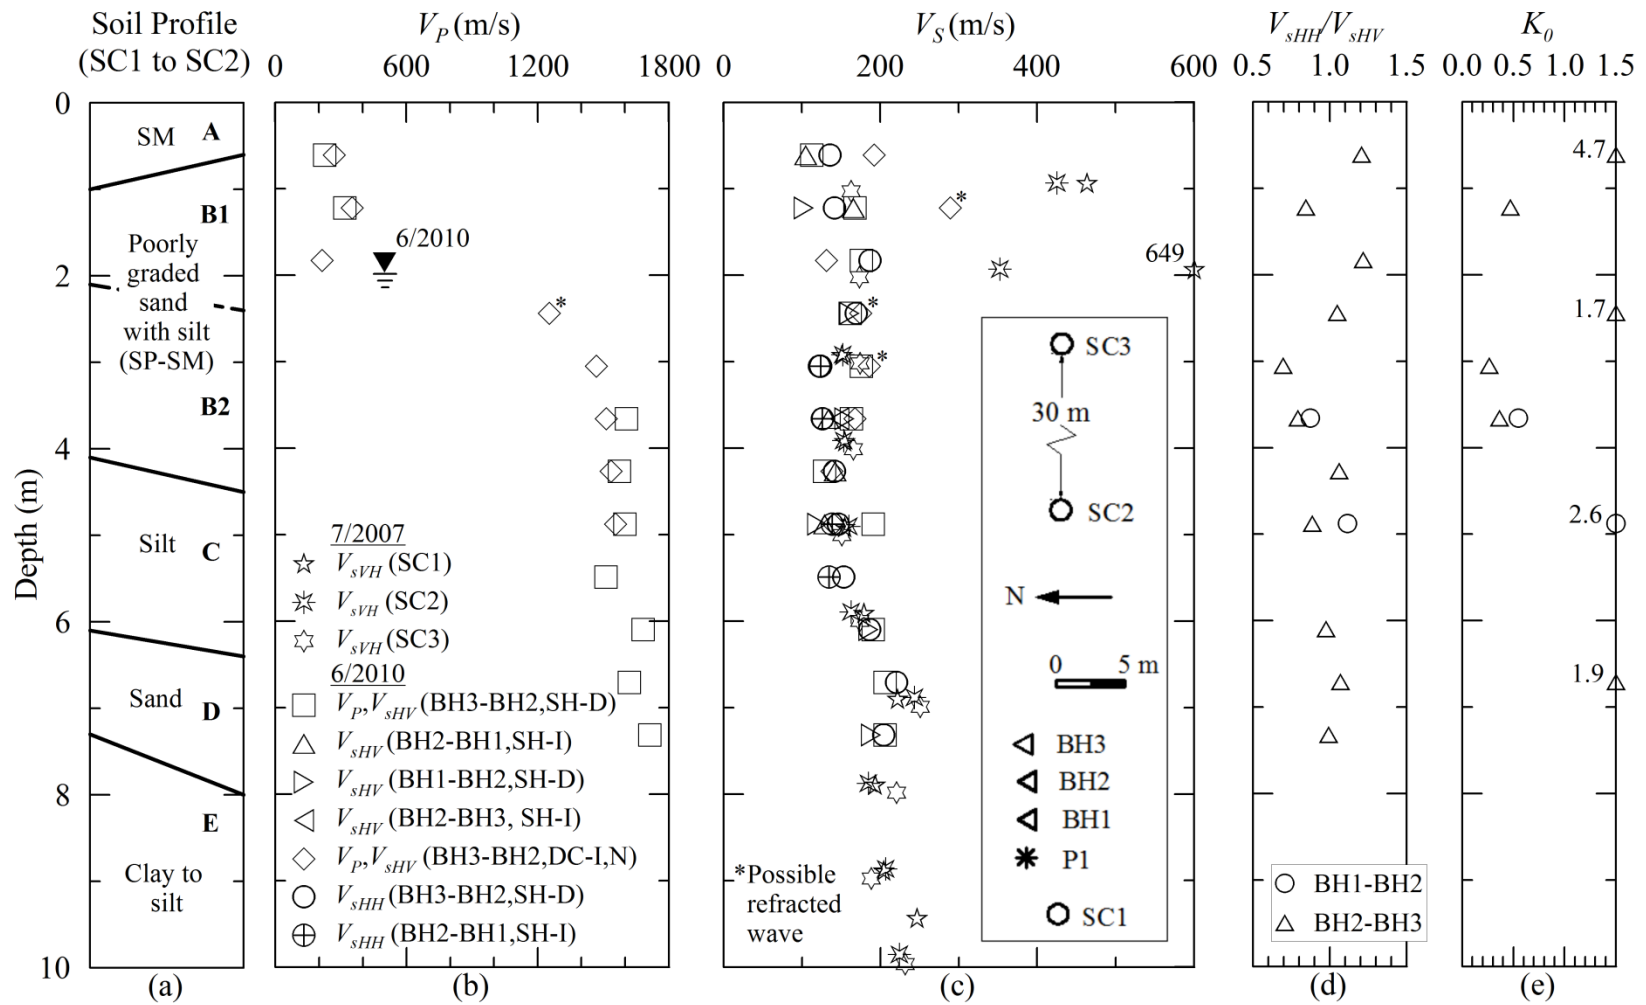 Soil Profile
(SC1 to SC2)
V_P (m/s)
V_S (m/s)
V_sHH/V_sHV
K_0
0 600 1200 1800
0 200 400 600
0.5 1.0 1.5
0.0 0.5 1.0 1.5
Depth (m)
0
2
4
6
8
10
SM A
B1
Poorly
graded
sand
with silt
(SP-SM)
B2
Silt C
Sand D
E
Clay to
silt
6/2010
*
7/2007
V_sVH (SC1)
V_sVH (SC2)
V_sVH (SC3)
6/2010
V_P, V_sHV (BH3-BH2,SH-D)
V_sHV (BH2-BH1,SH-I)
V_sHV (BH1-BH2,SH-D)
V_sHV (BH2-BH3, SH-I)
V_P, V_sHV (BH3-BH2,DC-I,N)
V_sHH (BH3-BH2,SH-D)
V_sHH (BH2-BH1,SH-I)
*
649
*
*
*Possible
refracted
wave
SC3
30 m
SC2
N
0 5 m
BH3
BH2
BH1
P1
SC1
BH1-BH2
BH2-BH3
4.7
1.7
2.6
1.9
(a) (b) (c) (d) (e)